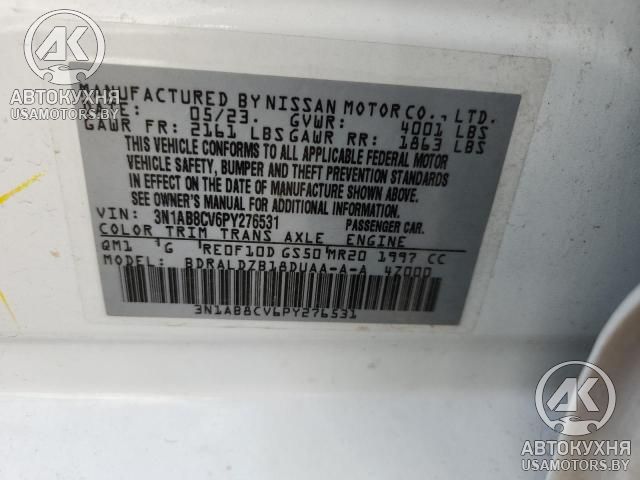 АВТОКУХНЯ
USAMOTORS.BY
АВТОКУХНЯ
USAMOTORS.BY
MANUFACTURED BY NISSAN MOTOR CO., LTD.
DATE: 05/23. GVWR: 4001 LBS
GAWR FR: 2161 LBS GAWR RR: 1863 LBS
THIS VEHICLE CONFORMS TO ALL APPLICABLE FEDERAL MOTOR
VEHICLE SAFETY, BUMPER AND THEFT PREVENTION STANDARDS
IN EFFECT ON THE DATE OF MANUFACTURE SHOWN ABOVE.
SEE OWNER'S MANUAL FOR ADDITIONAL INFORMATION
VIN: 3N1AB8CV6PY276531 PASSENGER CAR.
COLOR TRIM TRANS AXLE ENGINE
QM1 G RE0F10D GS50 MR20 1997 CC
MODEL: BDRALDZB18DUAA-A-A 47000
3N1AB8CV6PY276531
АК
АВТОКУХНЯ
USAMOTORS.BY